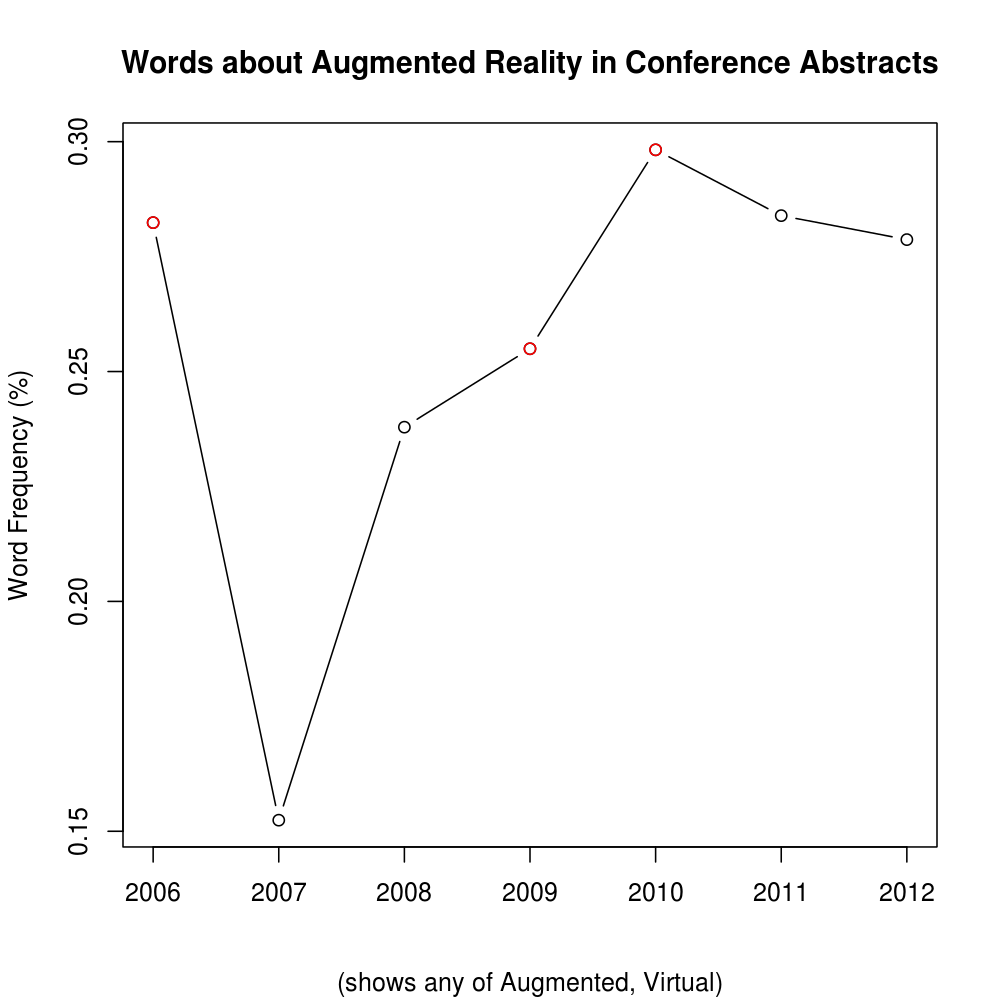 Words about Augmented Reality in Conference Abstracts
0.30
0.25
0.20
0.15
Word Frequency (%)
2006 2007 2008 2009 2010 2011 2012
(shows any of Augmented, Virtual)